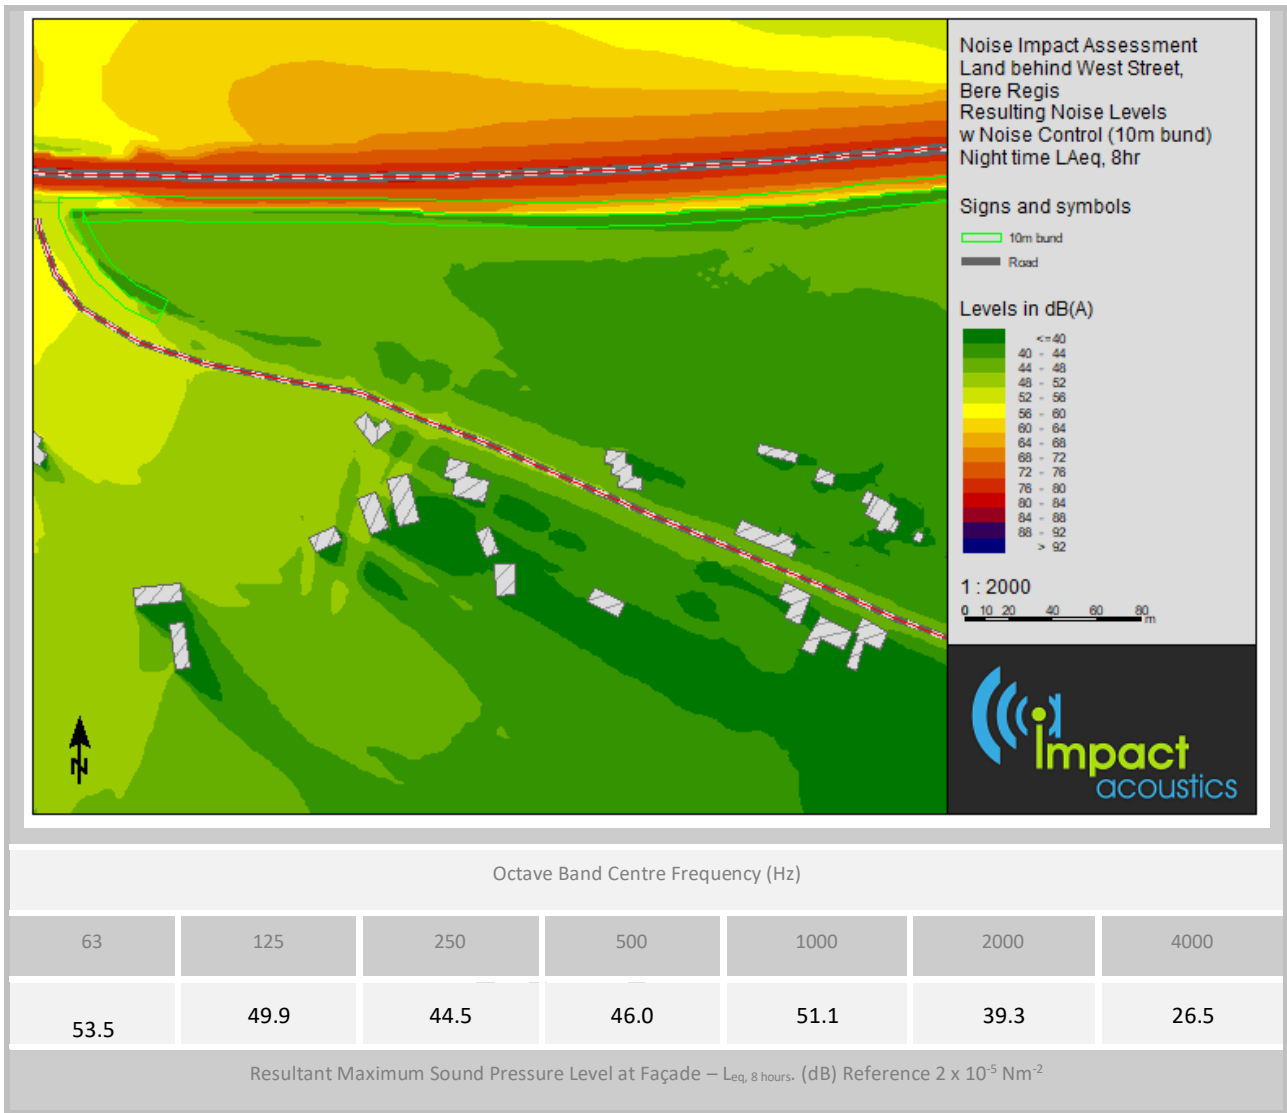 Noise Impact Assessment
Land behind West Street,
Bere Regis
Resulting Noise Levels
w Noise Control (10m bund)
Night time LAeq, 8hr
Signs and symbols
10m bund
Road
Levels in dB(A)
<=40
40 - 44
44 - 48
48 - 52
52 - 56
56 - 60
60 - 64
64 - 68
68 - 72
72 - 76
76 - 80
80 - 84
84 - 88
88 - 92
> 92
1 : 2000
0 10 20 40 60 80
m
N
impact
acoustics
Octave Band Centre Frequency (Hz)
63 125 250 500 1000 2000 4000
53.5 49.9 44.5 46.0 51.1 39.3 26.5
Resultant Maximum Sound Pressure Level at Façade – Leq, 8 hours. (dB) Reference 2 x 10⁻⁵ Nm⁻²